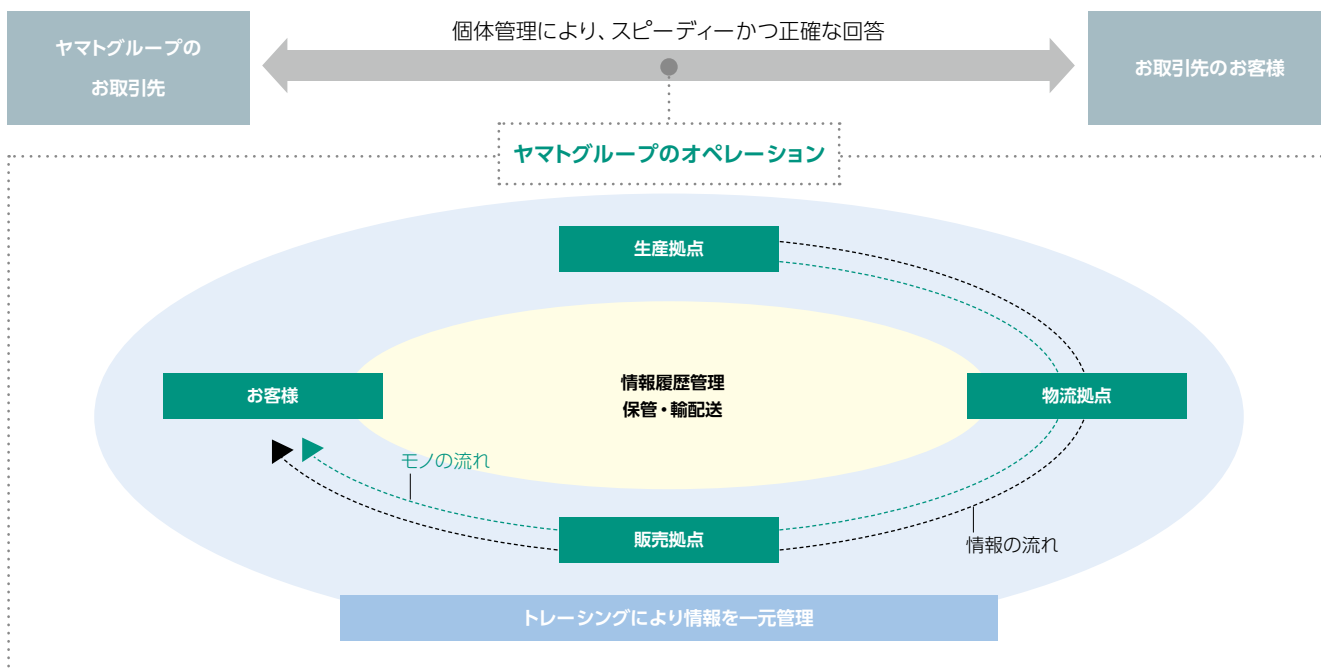 個体管理により、スピーディーかつ正確な回答
ヤマトグループの
お取引先
お取引先のお客様
ヤマトグループのオペレーション
生産拠点
お客様
情報履歴管理
保管・輸配送
物流拠点
モノの流れ
販売拠点
情報の流れ
トレーシングにより情報を一元管理